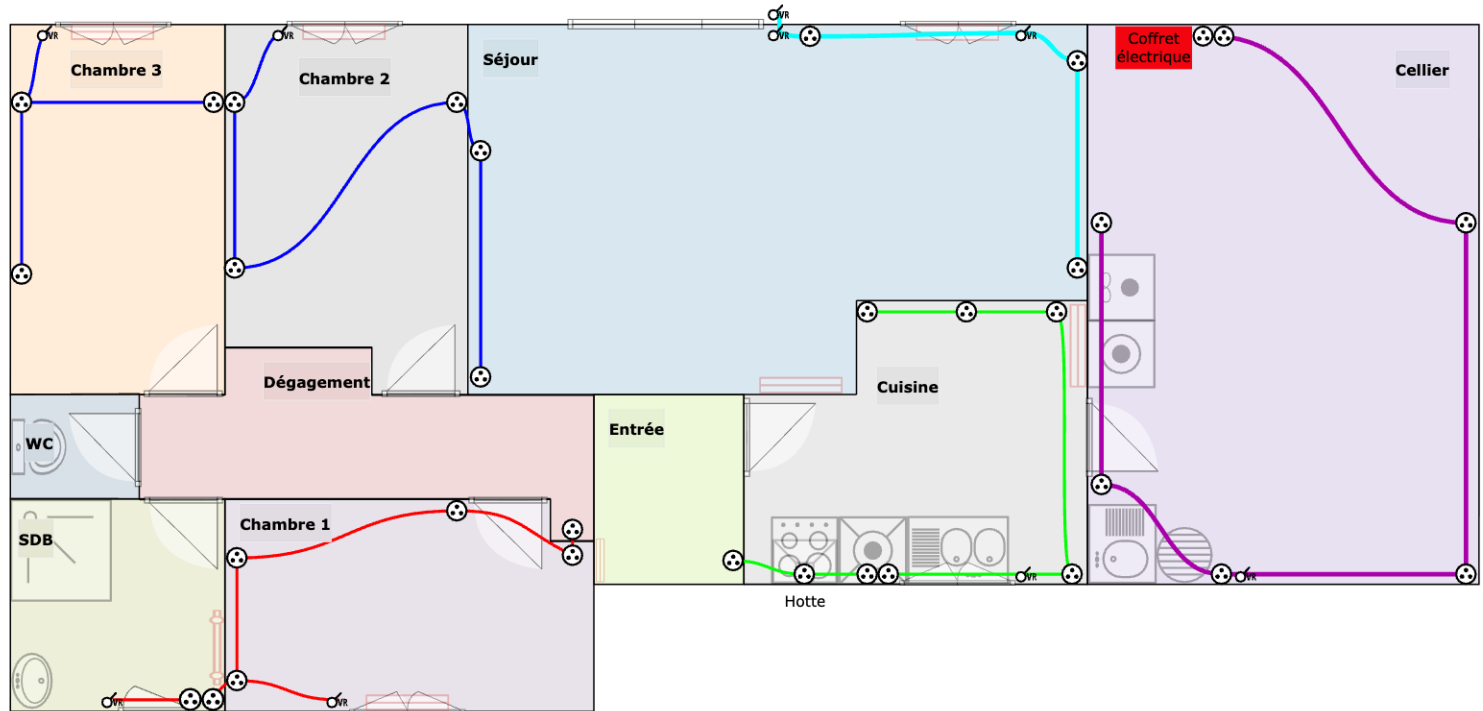 VR
VR
VR
VR
VR
Chambre 3
Chambre 2
Séjour
Coffret
électrique
Cellier
Dégagement
Cuisine
WC
Entrée
SDB
Chambre 1
VR
VR
Hotte
VR
VR